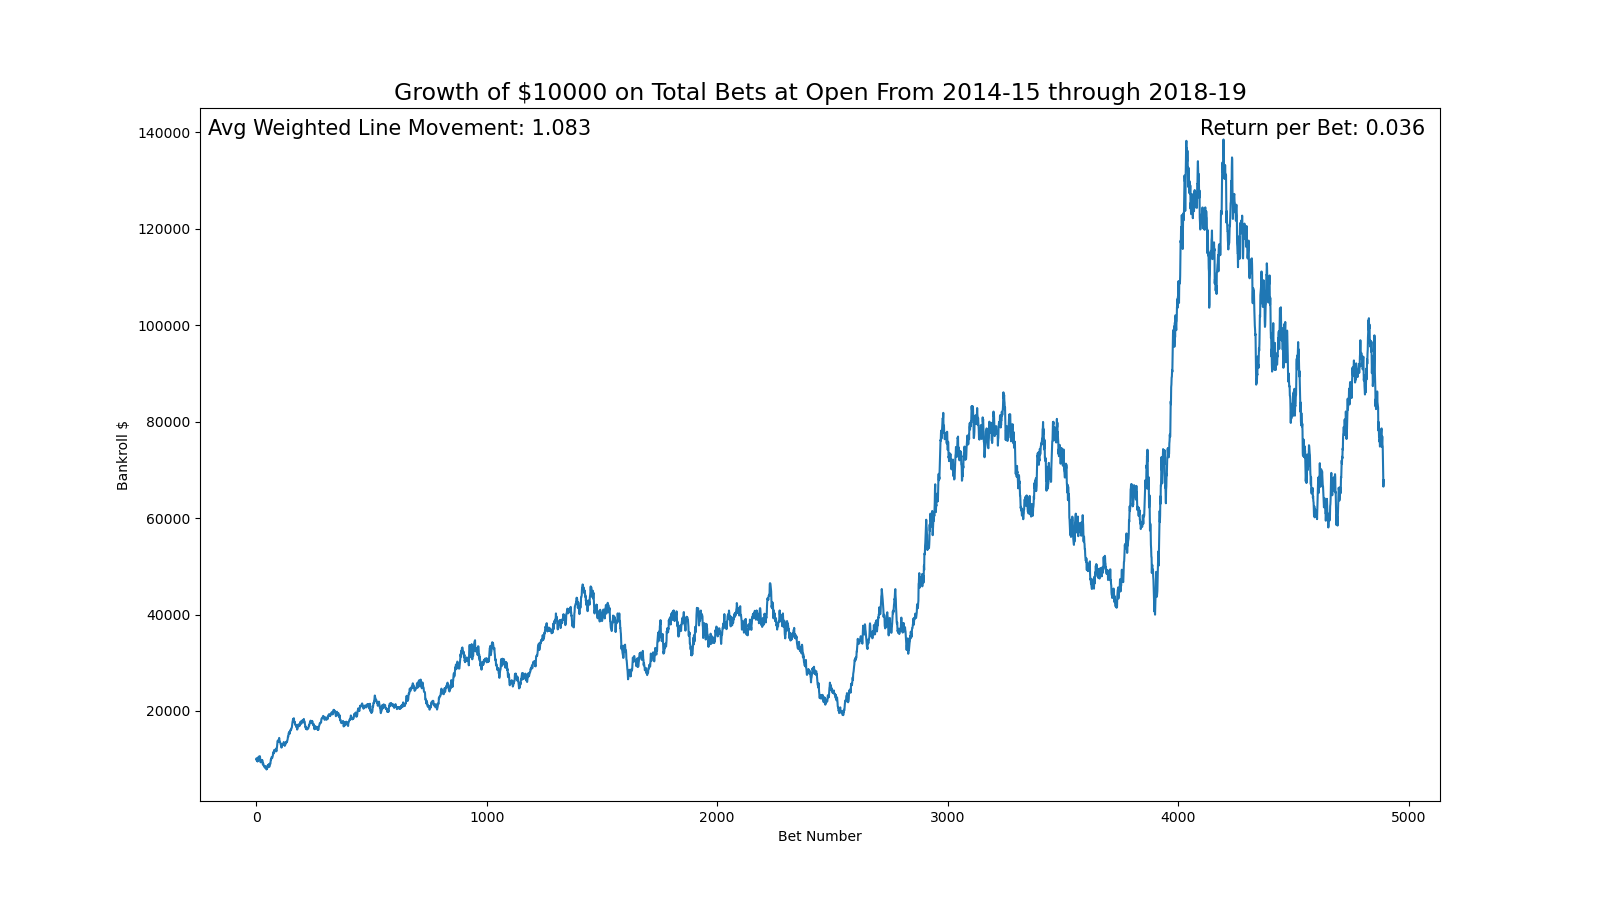 Growth of $10000 on Total Bets at Open From 2014-15 through 2018-19
Avg Weighted Line Movement: 1.083
Return per Bet: 0.036
140000
120000
100000
80000
60000
40000
20000
Bankroll $
0
1000
2000
3000
4000
5000
Bet Number